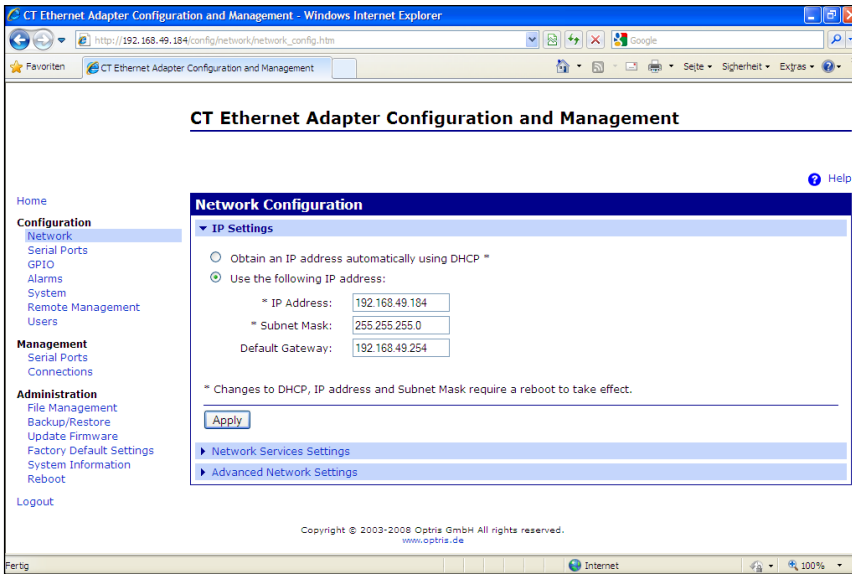 CT Ethernet Adapter Configuration and Management - Windows Internet Explorer
http://192.168.49.184/config/network/network_config.htm
Google
Favoriten
CT Ethernet Adapter Configuration and Management
Seite
Sicherheit
Extras
CT Ethernet Adapter Configuration and Management
? Help
Home
Configuration
Network
Serial Ports
GPIO
Alarms
System
Remote Management
Users
Management
Serial Ports
Connections
Administration
File Management
Backup/Restore
Update Firmware
Factory Default Settings
System Information
Reboot
Logout
Network Configuration
IP Settings
Obtain an IP address automatically using DHCP *
Use the following IP address:
* IP Address: 192.168.49.184
* Subnet Mask: 255.255.255.0
Default Gateway: 192.168.49.254
* Changes to DHCP, IP address and Subnet Mask require a reboot to take effect.
Apply
Network Services Settings
Advanced Network Settings
Copyright © 2003-2008 Optris GmbH All rights reserved.
www.optris.de
Fertig
Internet
100%